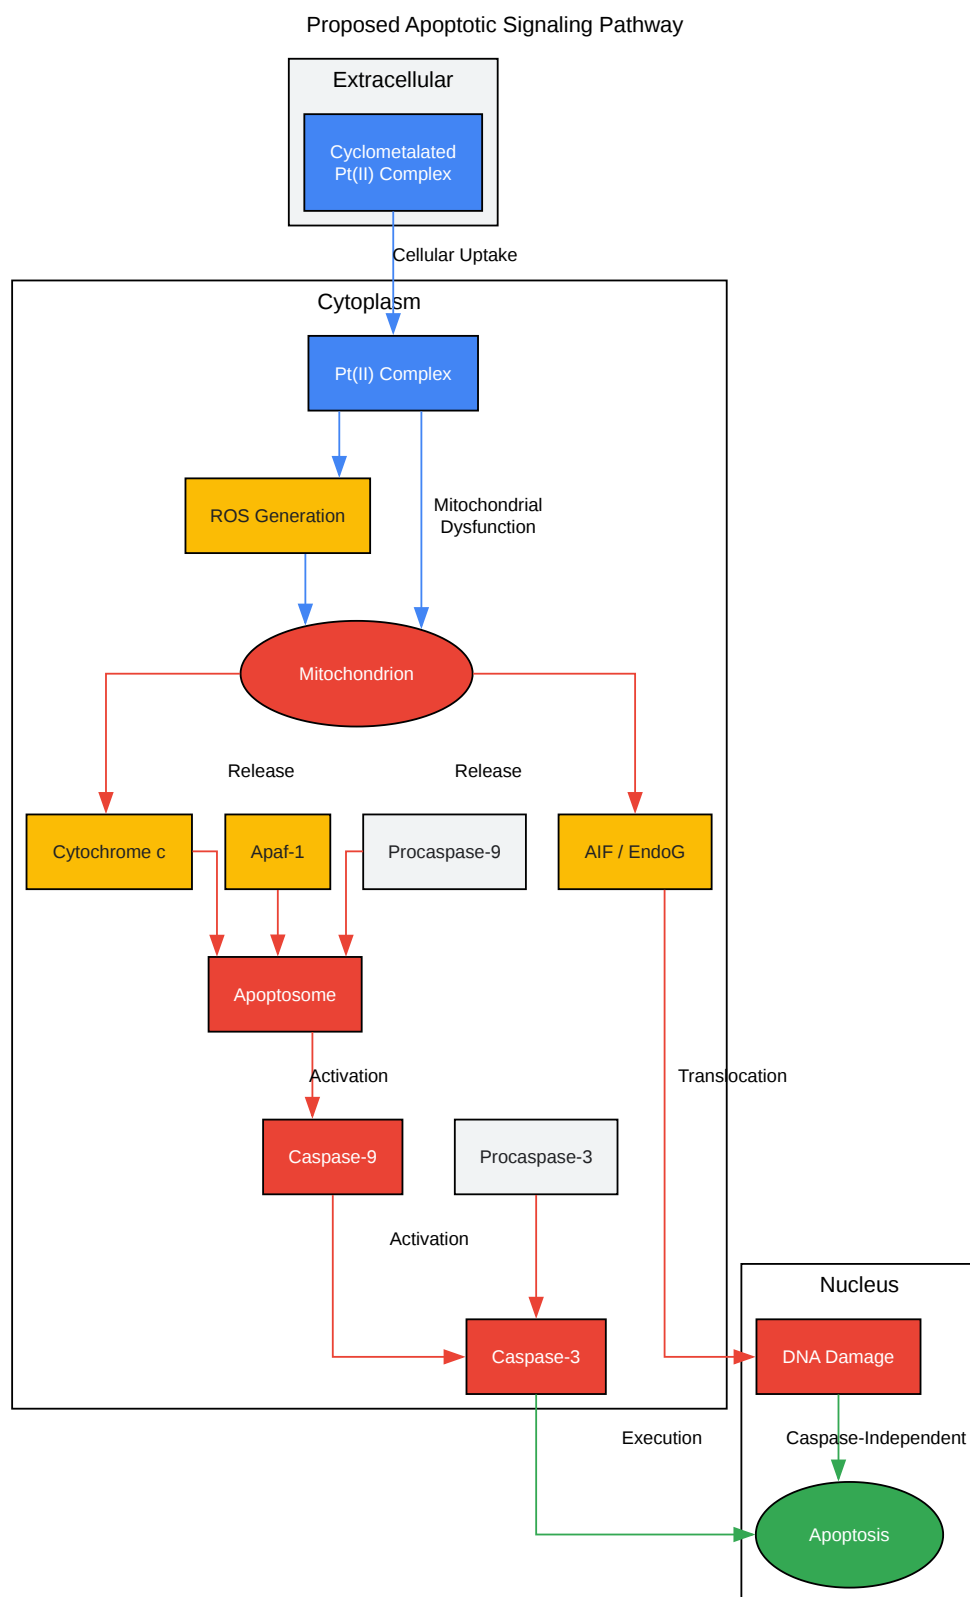 Proposed Apoptotic Signaling Pathway
Extracellular
Cyclometalated
Pt(II) Complex
Cellular Uptake
Cytoplasm
Pt(II) Complex
ROS Generation
Mitochondrial
Dysfunction
Mitochondrion
Release
Release
Cytochrome c
Apaf-1
Procaspase-9
AIF / EndoG
Apoptosome
Activation
Translocation
Caspase-9
Procaspase-3
Activation
Nucleus
Caspase-3
DNA Damage
Execution
Caspase-Independent
Apoptosis